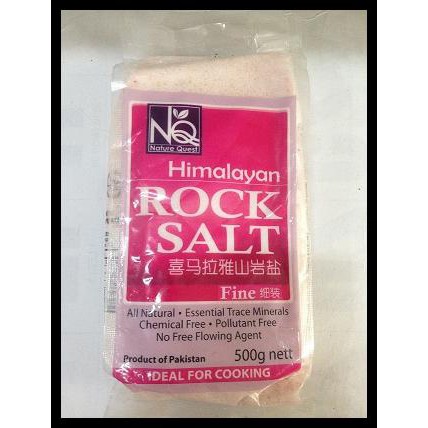 NQ
Nature Quest
Himalayan
ROCK
SALT
喜马拉雅山岩盐
Fine 细装
All Natural • Essential Trace Minerals
Chemical Free • Pollutant Free
No Free Flowing Agent
Product of Pakistan 500g nett
IDEAL FOR COOKING